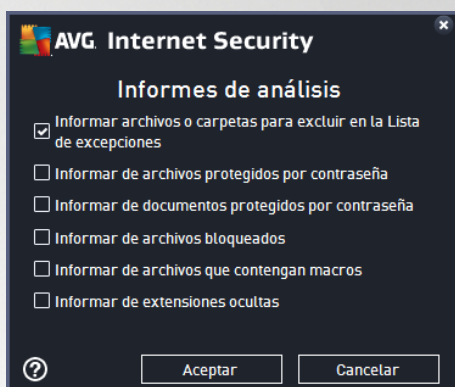 AVG. Internet Security
Informes de análisis
Informar archivos o carpetas para excluir en la Lista
de excepciones
Informar de archivos protegidos por contraseña
Informar de documentos protegidos por contraseña
Informar de archivos bloqueados
Informar de archivos que contengan macros
Informar de extensiones ocultas
Aceptar
Cancelar